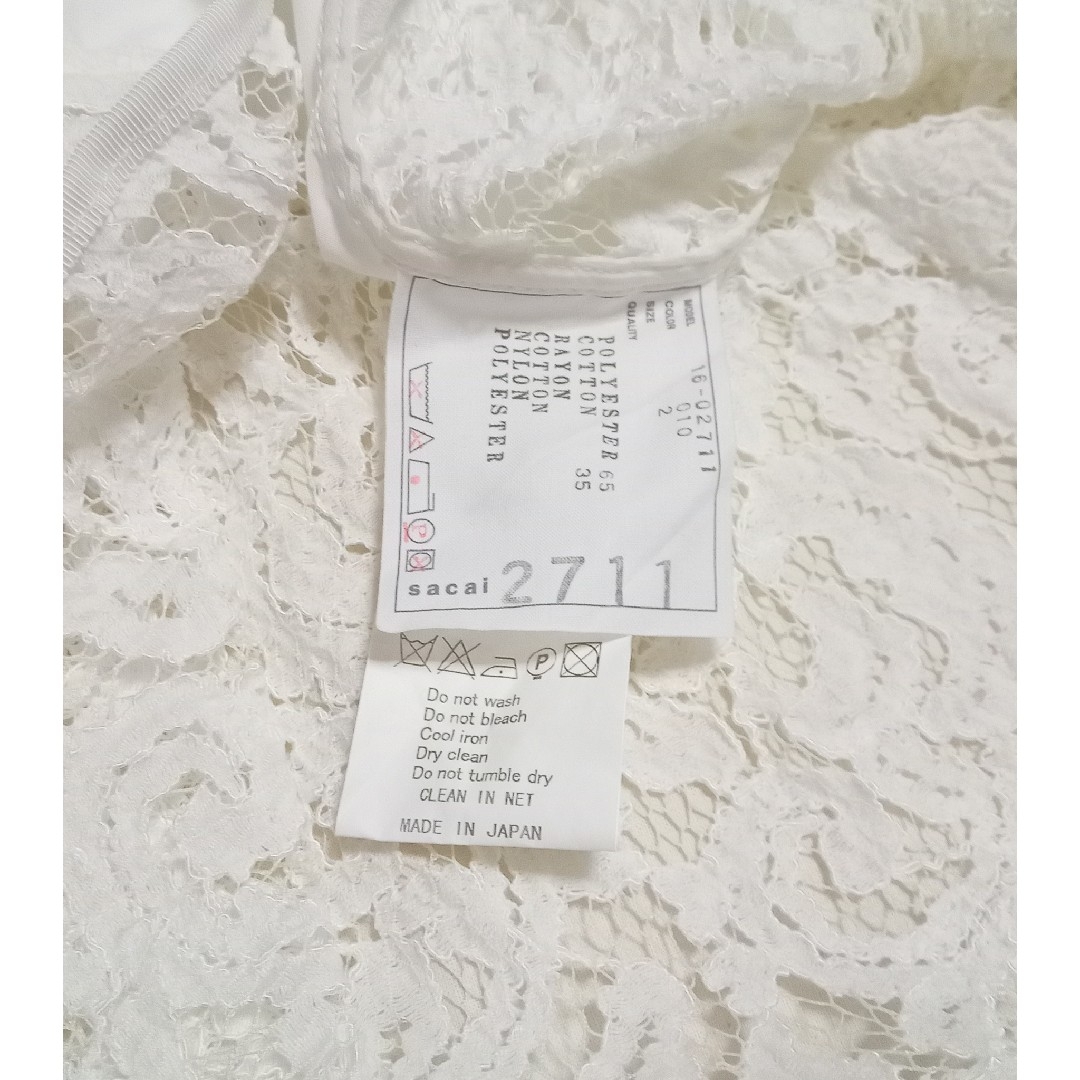 MODEL 16-02711
COLOR 010
SIZE 2
QUALITY
POLYESTER 65
COTTON 35
RAYON
COTTON
NYLON
POLYESTER
P
sacai 2711
P
Do not wash
Do not bleach
Cool iron
Dry clean
Do not tumble dry
CLEAN IN NET
MADE IN JAPAN